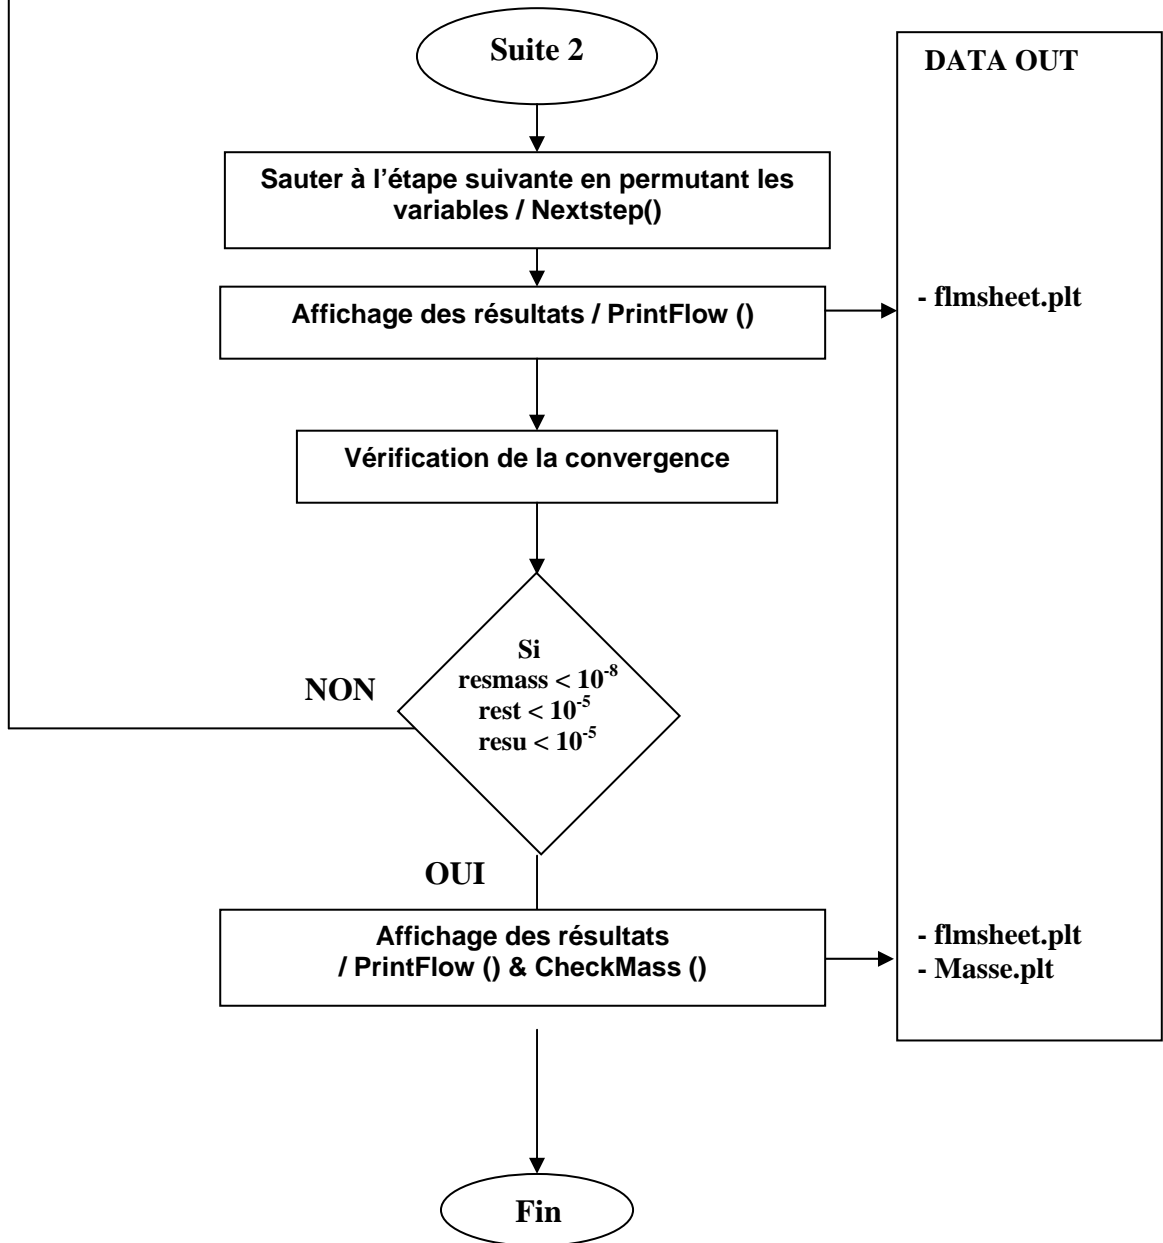 Suite 2
DATA OUT
Sauter à l'étape suivante en permutant les
variables / Nextstep()
Affichage des résultats / PrintFlow ()
- flmsheet.plt
Vérification de la convergence
Si
resmass < 10^-8
rest < 10^-5
resu < 10^-5
NON
OUI
Affichage des résultats
/ PrintFlow () & CheckMass ()
- flmsheet.plt
- Masse.plt
Fin